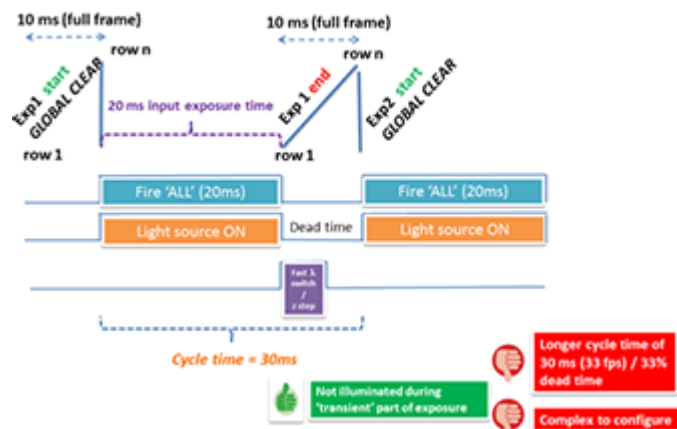 10 ms (full frame)
10 ms (full frame)
row n
row n
Exp1 start
GLOBAL CLEAR
20 ms input exposure time
Exp 1 end
Exp2 start
GLOBAL CLEAR
row 1
row 1
Fire 'ALL' (20ms)
Fire 'ALL' (20ms)
Light source ON
Dead time
Light source ON
Fast λ
switch
/
z step
Cycle time = 30ms
Not illuminated during
'transient' part of exposure
Longer cycle time of
30 ms (33 fps) / 33%
dead time
Complex to configure